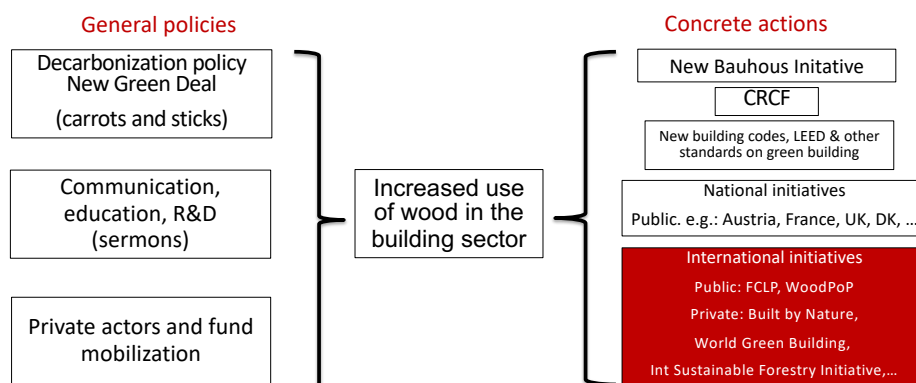 General policies
Decarbonization policy
New Green Deal
(carrots and sticks)
Communication,
education, R&D
(sermons)
Private actors and fund
mobilization
Increased use
of wood in the
building sector
Concrete actions
New Bauhous Initative
CRCF
New building codes, LEED & other
standards on green building
National initiatives
Public. e.g.: Austria, France, UK, DK, ...
International initiatives
Public: FCLP, WoodPoP
Private: Built by Nature,
World Green Building,
Int Sustainable Forestry Initiative,...